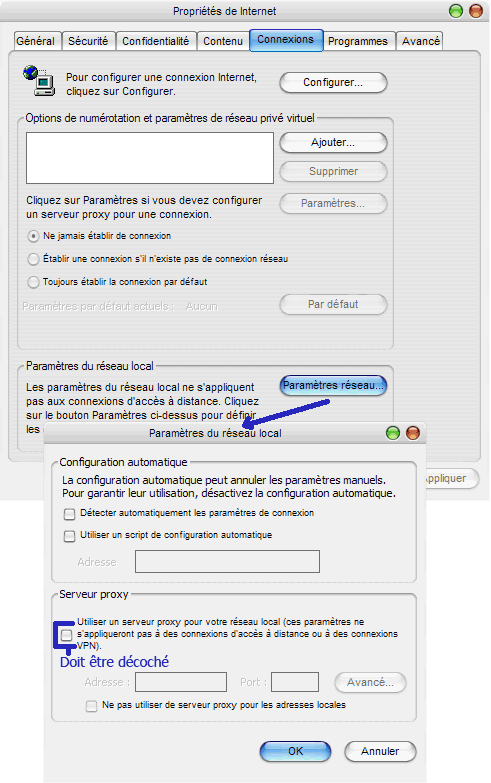 Propriétés de Internet
Général Sécurité Confidentialité Contenu Connexions Programmes Avancé
Pour configurer une connexion Internet,
cliquez sur Configurer.
Configurer...
Options de numérotation et paramètres de réseau privé virtuel
Ajouter...
Supprimer
Cliquez sur Paramètres si vous devez configurer
un serveur proxy pour une connexion.
Paramètres...
Ne jamais établir de connexion
Établir une connexion s'il n'existe pas de connexion réseau
Toujours établir la connexion par défaut
Paramètres par défaut actuels : Aucun
Par défaut
Paramètres du réseau local
Les paramètres du réseau local ne s'appliquent
pas aux connexions d'accès à distance. Cliquez
sur le bouton Paramètres ci-dessus pour définir
les
Paramètres réseau...
Appliquer
Paramètres du réseau local
Configuration automatique
La configuration automatique peut annuler les paramètres manuels.
Pour garantir leur utilisation, désactivez la configuration automatique.
Détecter automatiquement les paramètres de connexion
Utiliser un script de configuration automatique
Adresse
Serveur proxy
Utiliser un serveur proxy pour votre réseau local (ces paramètres ne
s'appliqueront pas à des connexions d'accès à distance ou à des connexions
VPN).
Doit être décoché
Adresse : Port : Avancé...
Ne pas utiliser de serveur proxy pour les adresses locales
OK Annuler